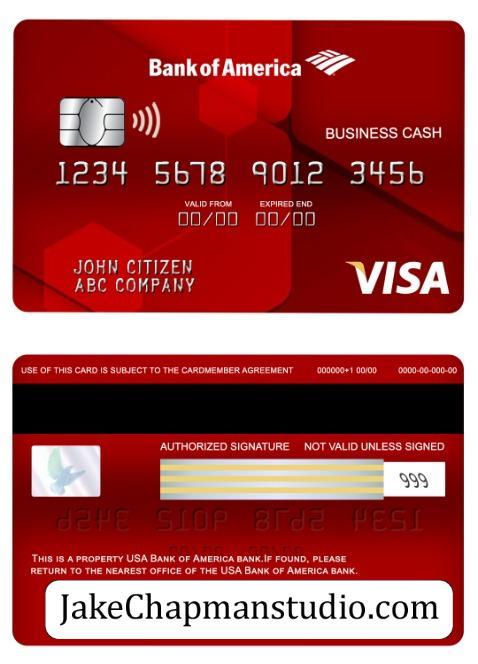 Bank of America
BUSINESS CASH
1234 5678 9012 3456
VALID FROM EXPIRED END
00/00 00/00
JOHN CITIZEN
ABC COMPANY
VISA
USE OF THIS CARD IS SUBJECT TO THE CARDMEMBER AGREEMENT 000000+1 00/00 0000-00-000-00
AUTHORIZED SIGNATURE NOT VALID UNLESS SIGNED
999
THIS IS A PROPERTY USA BANK OF AMERICA BANK.IF FOUND, PLEASE
RETURN TO THE NEAREST OFFICE OF THE USA BANK OF AMERICA BANK.
JakeChapmanstudio.com